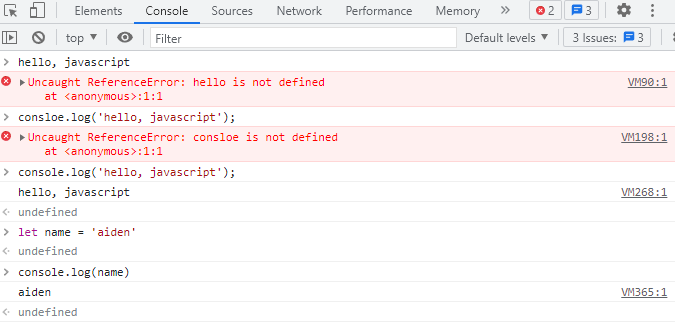 Elements Console Sources Network Performance Memory » 2 3
top ▼ Filter Default levels ▼ 3 Issues: 3
> hello, javascript
▶Uncaught ReferenceError: hello is not defined VM90:1
at <anonymous>:1:1
> consloe.log('hello, javascript');
▶Uncaught ReferenceError: consloe is not defined VM198:1
at <anonymous>:1:1
> console.log('hello, javascript');
hello, javascript VM268:1
undefined
> let name = 'aiden'
undefined
> console.log(name)
aiden VM365:1
undefined